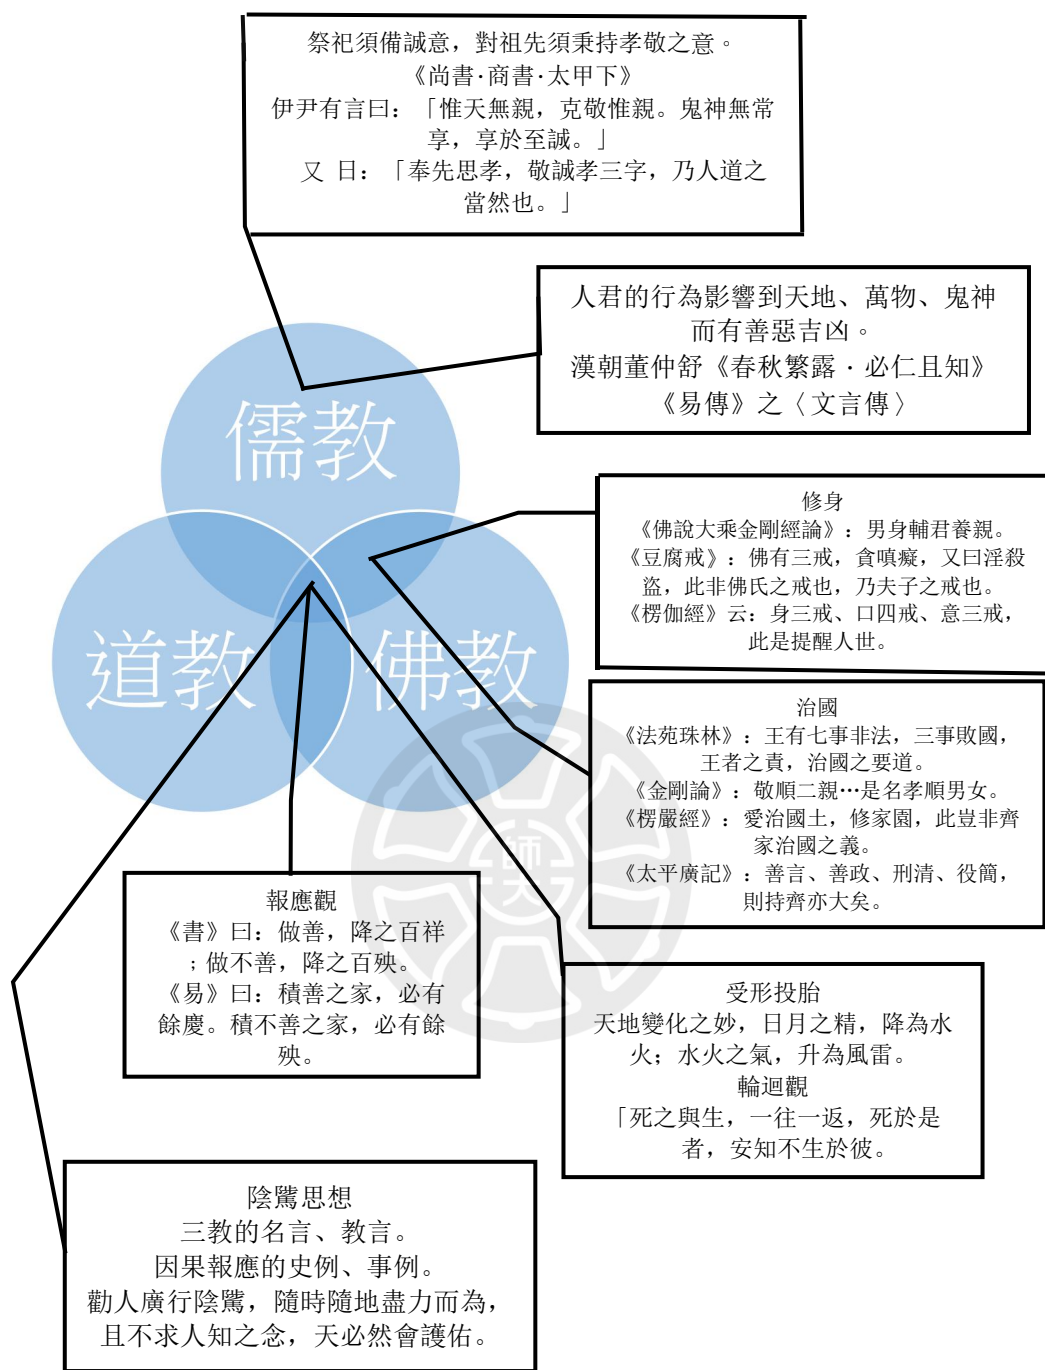 祭祀須備誠意，對祖先須秉持孝敬之意。
《尚書·商書·太甲下》
伊尹有言曰：「惟天無親，克敬惟親。鬼神無常
享，享於至誠。」
又 日：「奉先思孝，敬誠孝三字，乃人道之
當然也。」
人君的行為影響到天地、萬物、鬼神
而有善惡吉凶。
漢朝董仲舒《春秋繁露·必仁且知》
《易傳》之〈文言傳〉
儒教
道教
佛教
修身
《佛說大乘金剛經論》：男身輔君養親。
《豆腐戒》：佛有三戒，貪嗔癡，又曰淫殺
盜，此非佛氏之戒也，乃夫子之戒也。
《楞伽經》云：身三戒、口四戒、意三戒，
此是提醒人世。
治國
《法苑珠林》：王有七事非法，三事敗國，
王者之責，治國之要道。
《金剛論》：敬順二親…是名孝順男女。
《楞嚴經》：愛治國土，修家園，此豈非齊
家治國之義。
《太平廣記》：善言、善政、刑清、役簡，
則持齊亦大矣。
師大
報應觀
《書》曰：做善，降之百祥
；做不善，降之百殃。
《易》曰：積善之家，必有
餘慶。積不善之家，必有餘
殃。
受形投胎
天地變化之妙，日月之精，降為水
火；水火之氣，升為風雷。
輪迴觀
「死之與生，一往一返，死於是
者，安知不生於彼。
陰騭思想
三教的名言、教言。
因果報應的史例、事例。
勸人廣行陰騭，隨時隨地盡力而為，
且不求人知之念，天必然會護佑。